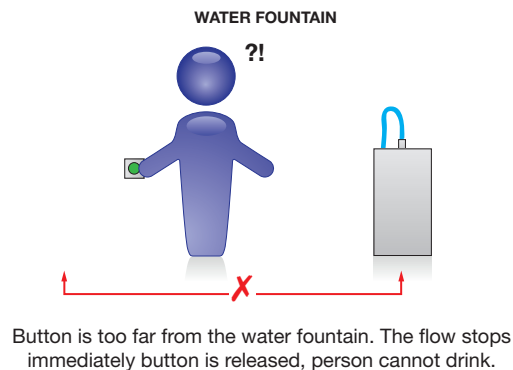 WATER FOUNTAIN
?!
Button is too far from the water fountain. The flow stops
immediately button is released, person cannot drink.